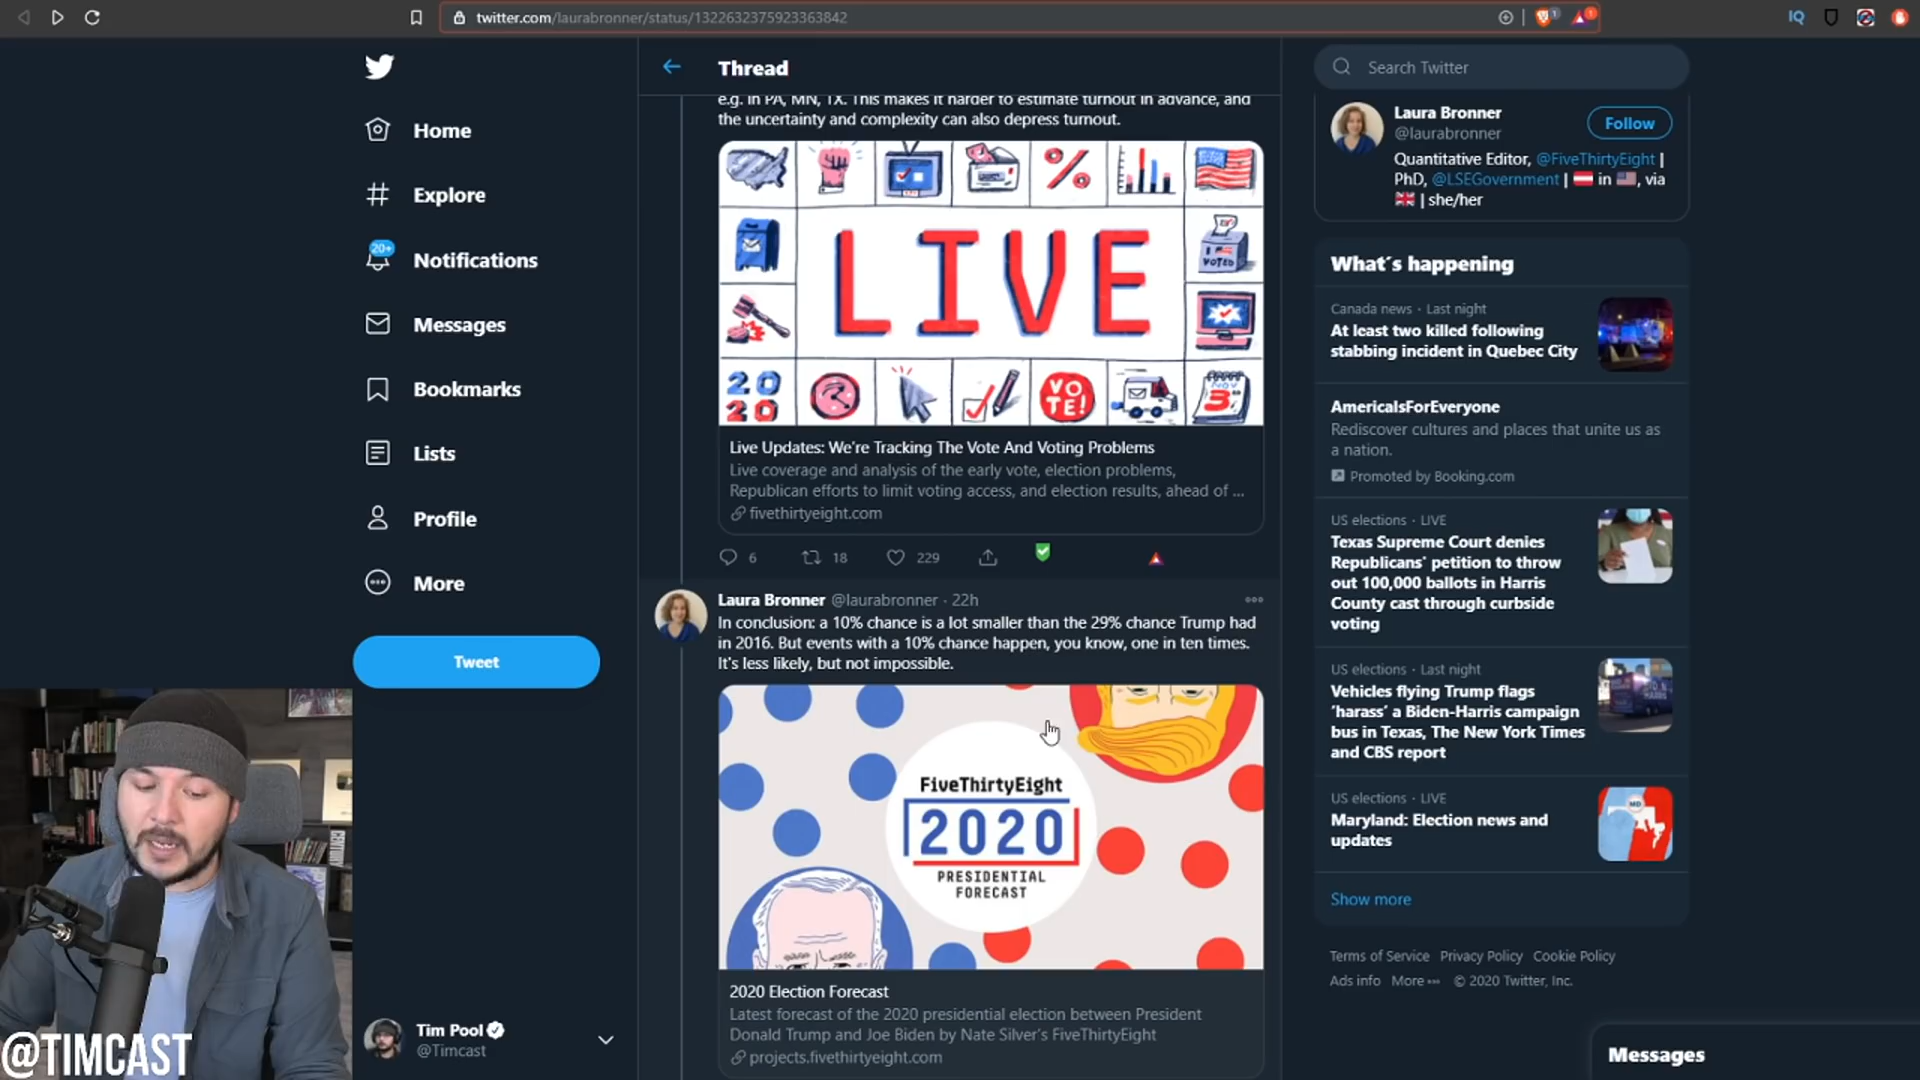 twitter.com/laurabronner/status/1322632375923363842
IQ
Home
Explore
20+
Notifications
Messages
Bookmarks
Lists
Profile
More
Tweet
Tim Pool
@Timcast
@TIMCAST
Thread
e.g. in PA, MN, TX. This makes it harder to estimate turnout in advance, and
the uncertainty and complexity can also depress turnout.
LIVE
I VOTED
20
20
VO
TE!
NOV
3
Live Updates: We're Tracking The Vote And Voting Problems
Live coverage and analysis of the early vote, election problems,
Republican efforts to limit voting access, and election results, ahead of ...
fivethirtyeight.com
6 18 229
Laura Bronner @laurabronner · 22h
In conclusion: a 10% chance is a lot smaller than the 29% chance Trump had
in 2016. But events with a 10% chance happen, you know, one in ten times.
It's less likely, but not impossible.
FiveThirtyEight
2020
PRESIDENTIAL
FORECAST
2020 Election Forecast
Latest forecast of the 2020 presidential election between President
Donald Trump and Joe Biden by Nate Silver's FiveThirtyEight
projects.fivethirtyeight.com
Search Twitter
Laura Bronner
@laurabronner
Follow
Quantitative Editor, @FiveThirtyEight |
PhD, @LSEGovernment | in , via
| she/her
What's happening
Canada news · Last night
At least two killed following
stabbing incident in Quebec City
AmericaIsForEveryone
Rediscover cultures and places that unite us as
a nation.
Promoted by Booking.com
US elections · LIVE
Texas Supreme Court denies
Republicans' petition to throw
out 100,000 ballots in Harris
County cast through curbside
voting
US elections · Last night
Vehicles flying Trump flags
'harass' a Biden-Harris campaign
bus in Texas, The New York Times
and CBS report
US elections · LIVE
Maryland: Election news and
updates
MD
Show more
Terms of Service Privacy Policy Cookie Policy
Ads info More ••• © 2020 Twitter, Inc.
Messages